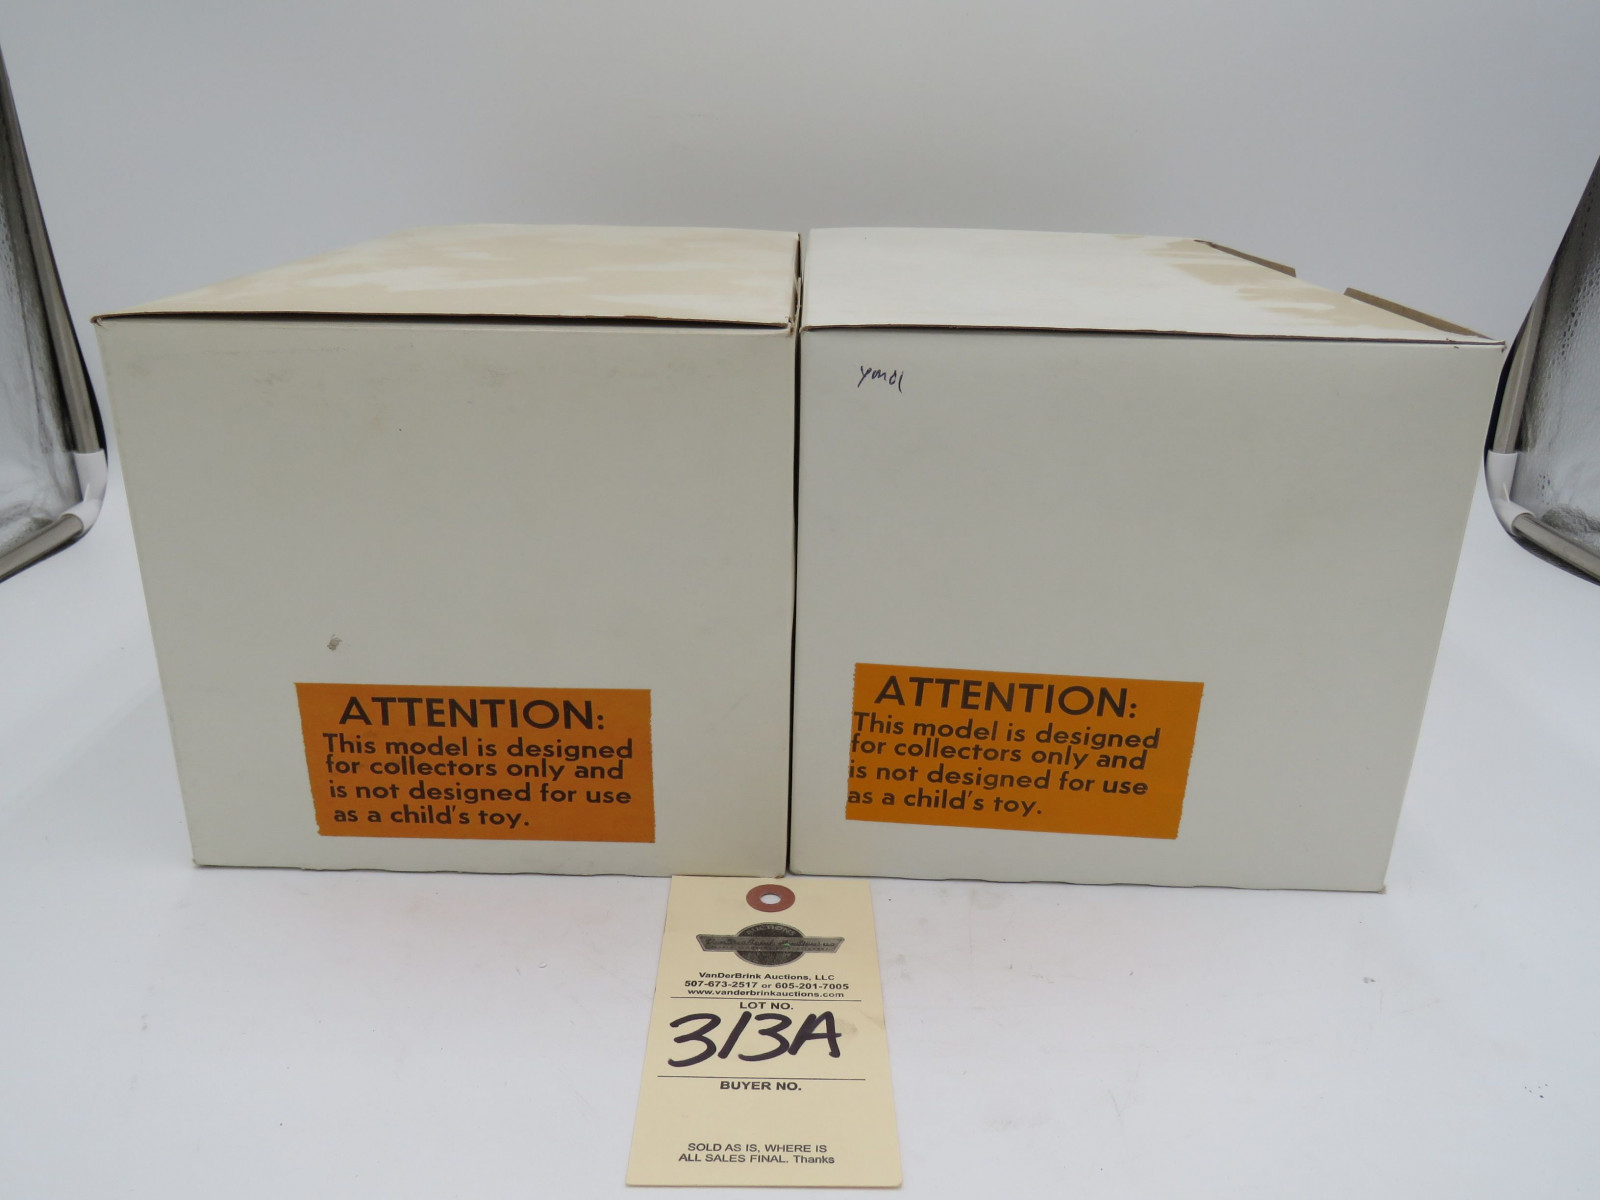 ATTENTION:
This model is designed
for collectors only and
is not designed for use
as a child's toy.
ATTENTION:
This model is designed
for collectors only and
is not designed for use
as a child's toy.
AUCTIONS
VanDerBrink Auctions, LLC
507-673-2517 or 605-201-7005
www.vanderbrinkauctions.com
LOT NO.
313A
BUYER NO.
SOLD AS IS, WHERE IS
ALL SALES FINAL. Thanks